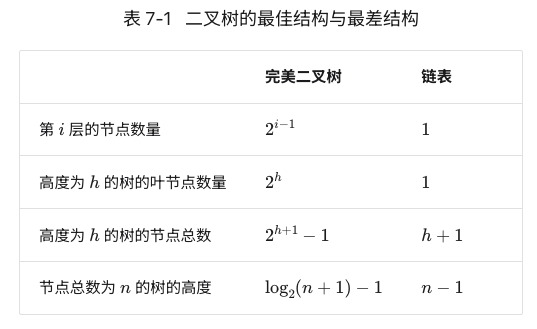 表 7-1 二叉树的最佳结构与最差结构
完美二叉树 链表
第 i 层的节点数量 2^{i−1} 1
高度为 h 的树的叶节点数量 2^h 1
高度为 h 的树的节点总数 2^{h+1} − 1 h + 1
节点总数为 n 的树的高度 log₂(n + 1) − 1 n − 1